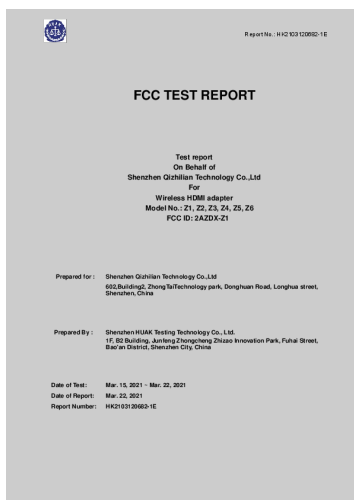 Report No.: HK2103120682-1E
FCC TEST REPORT
Test report
On Behalf of
Shenzhen Qizhilian Technology Co.,Ltd
For
Wireless HDMI adapter
Model No.: Z1, Z2, Z3, Z4, Z5, Z6
FCC ID: 2AZDX-Z1
Prepared for : Shenzhen Qizhilian Technology Co.,Ltd
602,Building2, ZhongTaiTechnology park, Donghuan Road, Longhua street,
Shenzhen, China
Prepared By : Shenzhen HUAK Testing Technology Co., Ltd.
1F, B2 Building, Junfeng Zhongcheng Zhizao Innovation Park, Fuhai Street,
Bao'an District, Shenzhen City, China
Date of Test: Mar. 15, 2021 ~ Mar. 22, 2021
Date of Report: Mar. 22, 2021
Report Number: HK2103120682-1E